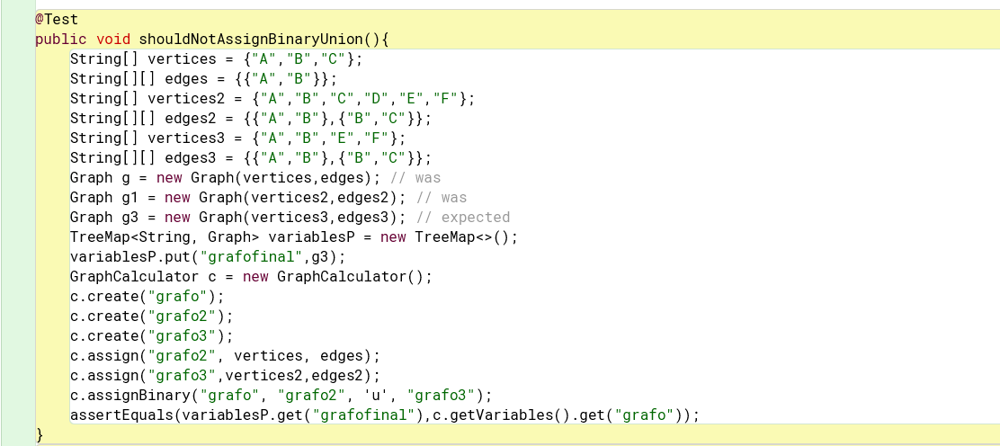 @Test
public void shouldNotAssignBinaryUnion(){
String[] vertices = {"A","B","C"};
String[][] edges = {{"A","B"}};
String[] vertices2 = {"A","B","C","D","E","F"};
String[][] edges2 = {{"A","B"},{"B","C"}};
String[] vertices3 = {"A","B","E","F"};
String[][] edges3 = {{"A","B"},{"B","C"}};
Graph g = new Graph(vertices,edges); // was
Graph g1 = new Graph(vertices2,edges2); // was
Graph g3 = new Graph(vertices3,edges3); // expected
TreeMap<String, Graph> variablesP = new TreeMap<>();
variablesP.put("grafofinal",g3);
GraphCalculator c = new GraphCalculator();
c.create("grafo");
c.create("grafo2");
c.create("grafo3");
c.assign("grafo2", vertices, edges);
c.assign("grafo3",vertices2,edges2);
c.assignBinary("grafo", "grafo2", 'u', "grafo3");
assertEquals(variablesP.get("grafofinal"),c.getVariables().get("grafo"));
}